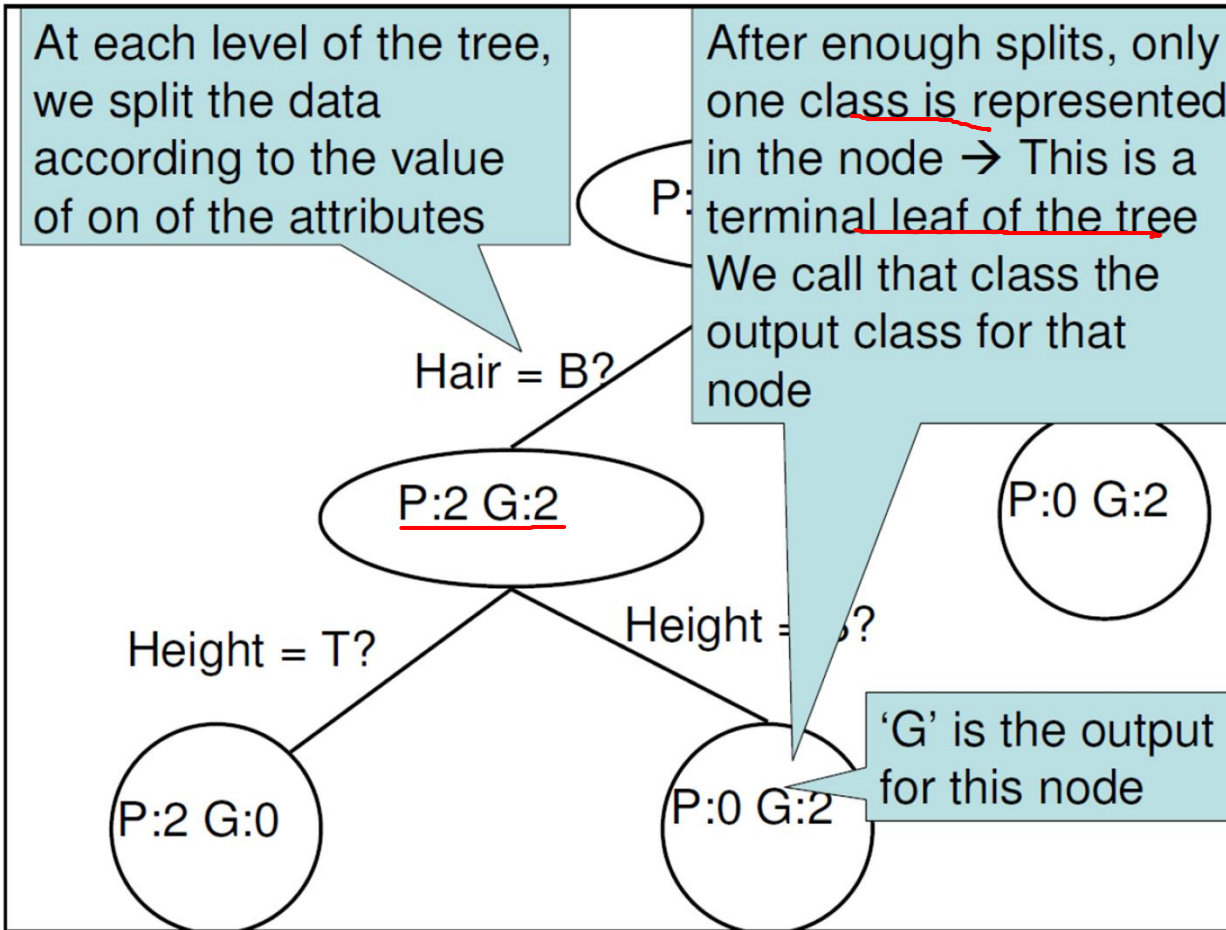 At each level of the tree,
we split the data
according to the value
of on of the attributes
After enough splits, only
one class is represented
in the node → This is a
terminal leaf of the tree
We call that class the
output class for that
node
P:
Hair = B?
P:2 G:2
P:0 G:2
Height = T?
Height = ?
P:2 G:0
P:0 G:2
‘G’ is the output
for this node